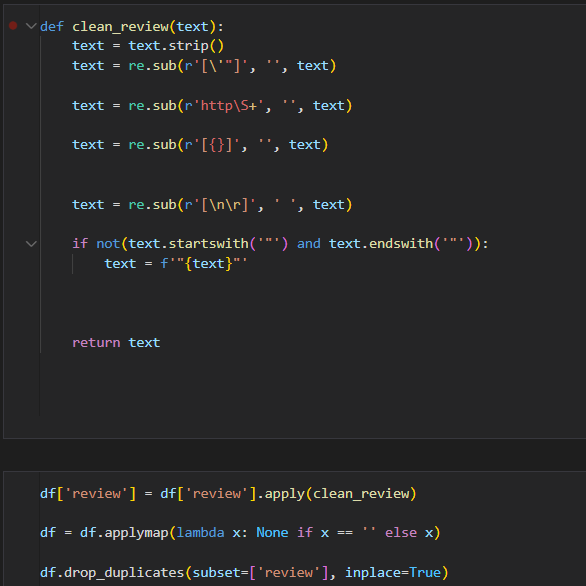 def clean_review(text):
    text = text.strip()
    text = re.sub(r'[\'"]', '', text)
    text = re.sub(r'http\S+', '', text)
    text = re.sub(r'[{}]', '', text)
    text = re.sub(r'[\n\r]', ' ', text)
    if not(text.startswith('"') and text.endswith('"')):
        text = f'"{text}"'
    return text
df['review'] = df['review'].apply(clean_review)
df = df.applymap(lambda x: None if x == '' else x)
df.drop_duplicates(subset=['review'], inplace=True)